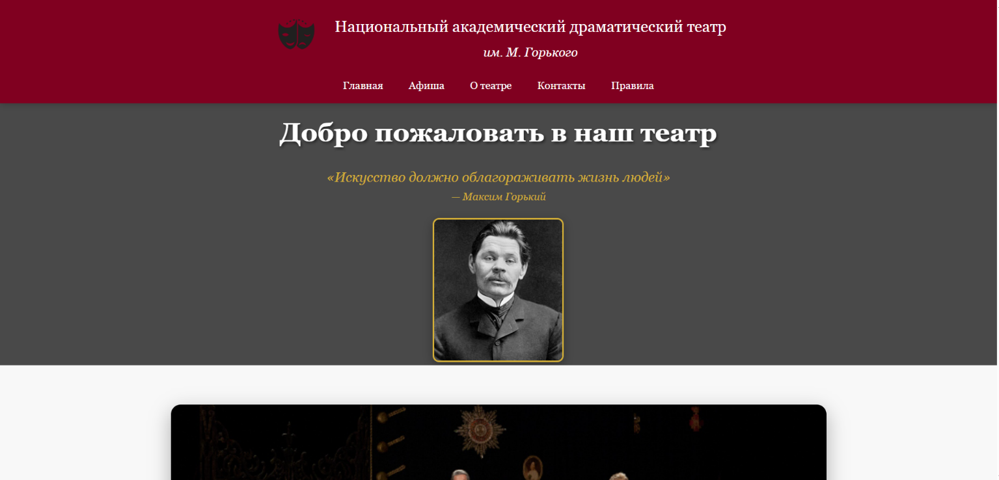 Национальный академический драматический театр
им. М. Горького
Главная Афиша О театре Контакты Правила
Добро пожаловать в наш театр
«Искусство должно облагораживать жизнь людей»
— Максим Горький